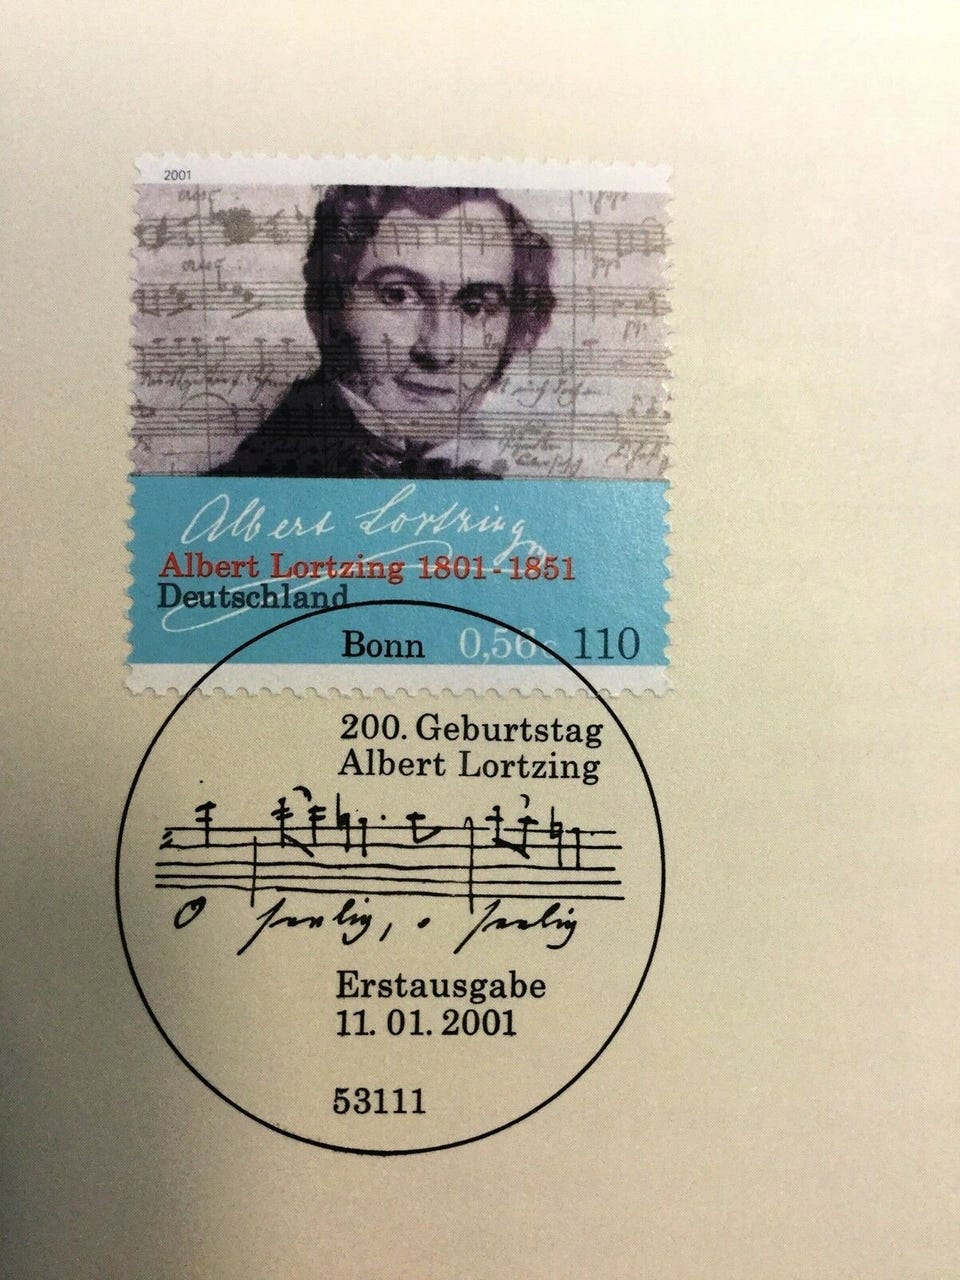 2001
Albert Lortzing
Albert Lortzing 1801-1851
Deutschland
Bonn 0,56€ 110
200. Geburtstag
Albert Lortzing
O seelig, o seelig
Erstausgabe
11. 01. 2001
53111